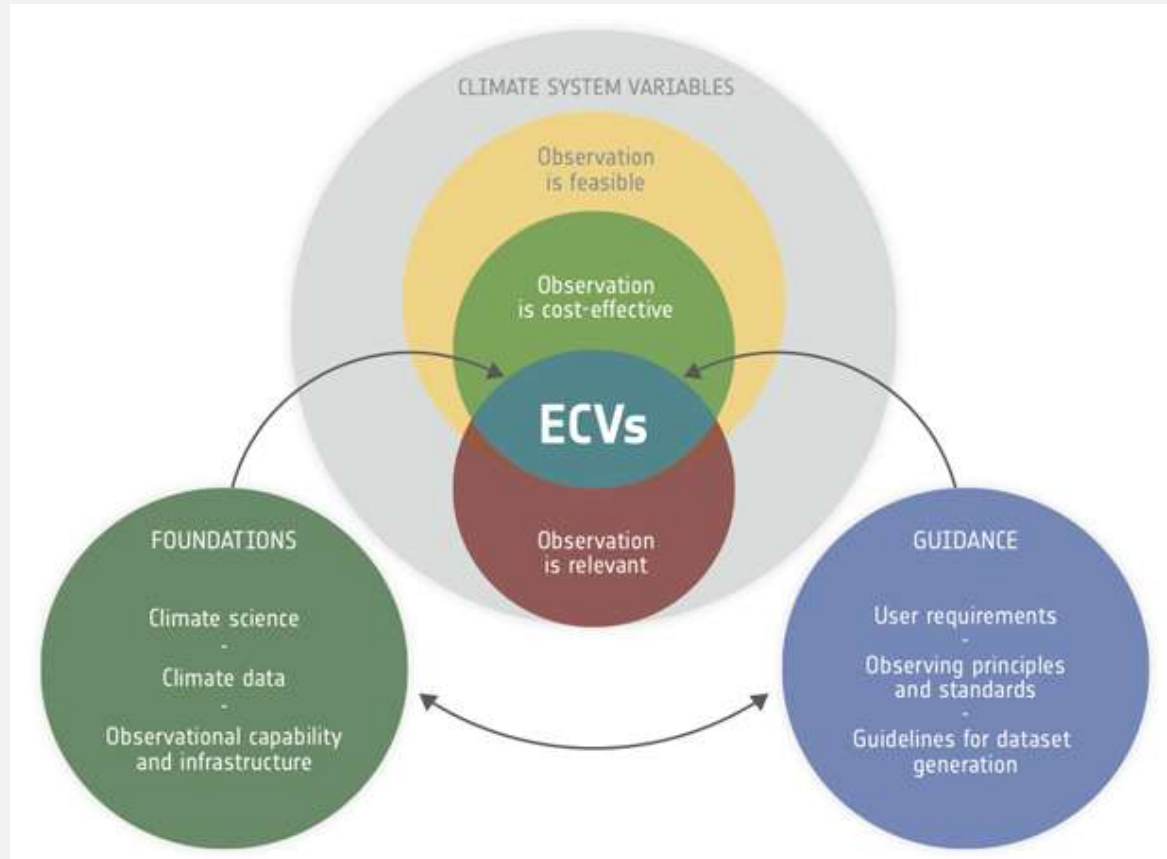 CLIMATE SYSTEM VARIABLES
Observation
is feasible
Observation
is cost-effective
ECVs
Observation
is relevant
FOUNDATIONS
Climate science
-
Climate data
-
Observational capability
and infrastructure
GUIDANCE
User requirements
-
Observing principles
and standards
-
Guidelines for dataset
generation